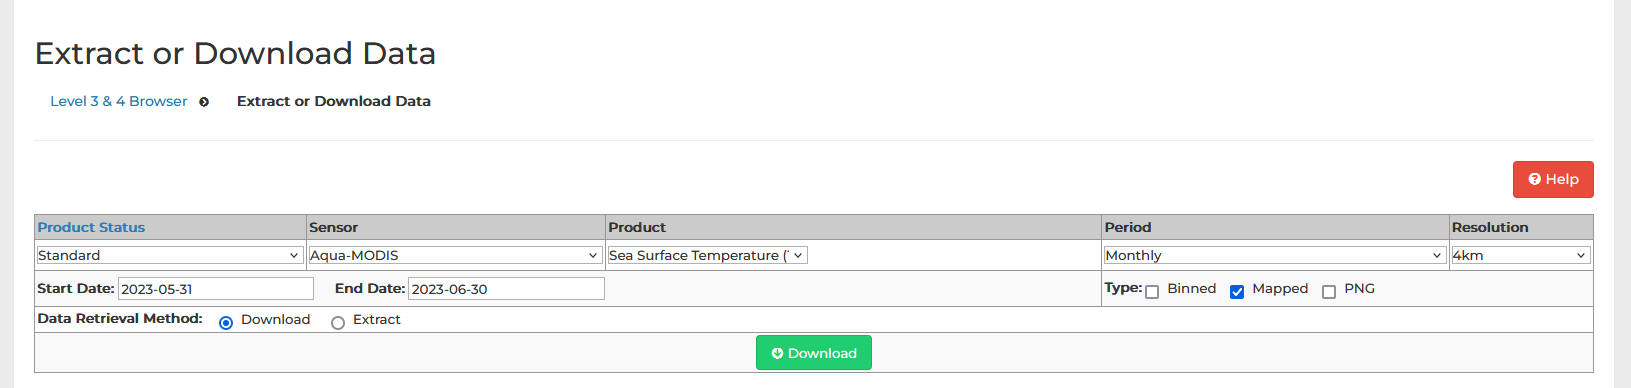 Extract or Download Data
Level 3 & 4 Browser Extract or Download Data
Help
Product Status Sensor Product Period Resolution
Standard Aqua-MODIS Sea Surface Temperature ( Monthly 4km
Start Date: 2023-05-31 End Date: 2023-06-30 Type: Binned Mapped PNG
Data Retrieval Method: Download Extract
Download